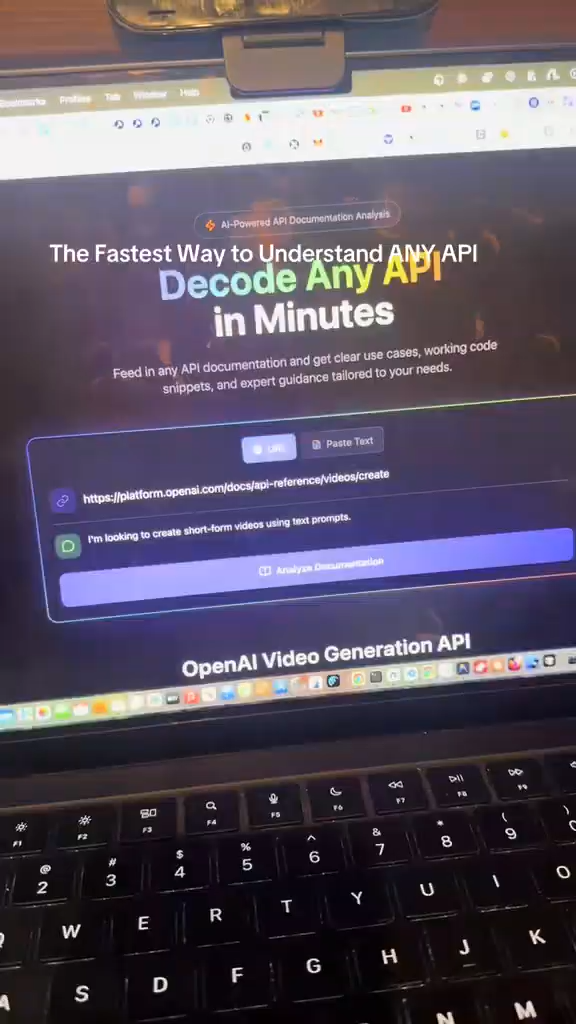 Bookmarks Profiles Tab Window Help
AI-Powered API Documentation Analysis
The Fastest Way to Understand ANY API
Decode Any API
in Minutes
Feed in any API documentation and get clear use cases, working code
snippets, and expert guidance tailored to your needs.
URL Paste Text
https://platform.openai.com/docs/api-reference/videos/create
I'm looking to create short-form videos using text prompts.
Analyze Documentation
OpenAI Video Generation API
F1 F2 F3 F4 F5 F6 F7 F8 F9
@ # $ % ^ & * ( )
2 3 4 5 6 7 8 9 0
Q W E R T Y U I O
A S D F G H J K
N M